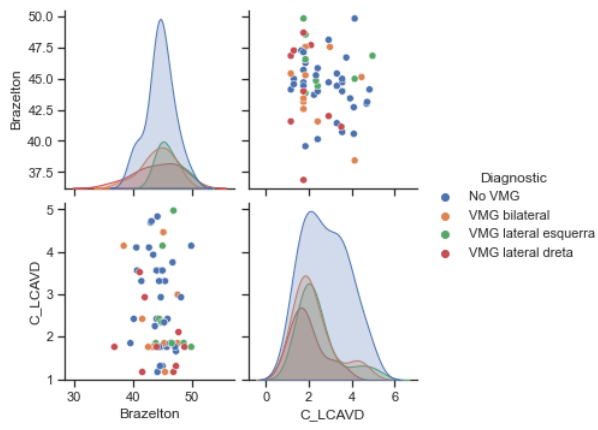 50.0
47.5
45.0
42.5
40.0
37.5
Brazelton
Diagnostic
No VMG
VMG bilateral
VMG lateral esquerra
VMG lateral dreta
5
4
3
2
1
C_LCAVD
30 40 50
Brazelton
0 2 4 6
C_LCAVD